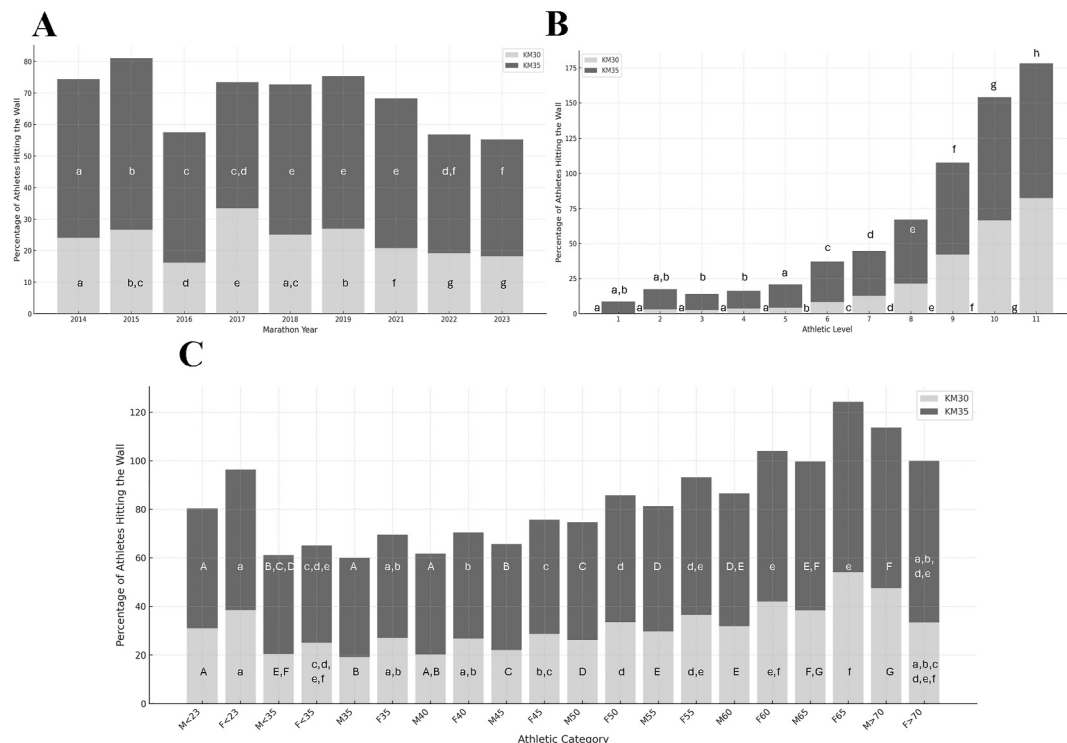 A
B
KM30
KM35
Percentage of Athletes Hitting the Wall
80
70
60
50
40
30
20
10
0
a
b
c
c,d
e
e
e
d,f
f
a
b,c
d
e
a,c
b
f
g
g
2014
2015
2016
2017
2018
2019
2021
2022
2023
Marathon Year
KM30
KM35
Percentage of Athletes Hitting the Wall
175
150
125
100
75
50
25
0
a,b
a,b
b
b
a
c
d
e
f
g
h
a
a
a
a
a
b
c
d
e
f
g
1
2
3
4
5
6
7
8
9
10
11
Athletic Level
C
KM30
KM35
Percentage of Athletes Hitting the Wall
120
100
80
60
40
20
0
A
a
B,C,D
c,d,e
A
a,b
A
b
B
c
C
d
D
d,e
D,E
e
E,F
e
F
a,b,
d,e
A
a
E,F
c,d,
e,f
B
a,b
A,B
a,b
C
b,c
D
d
E
d,e
E
e,f
F,G
f
G
a,b,c
d,e,f
M<23
F<23
M<35
F<35
M35
F35
M40
F40
M45
F45
M50
F50
M55
F55
M60
F60
M65
F65
M>70
F>70
Athletic Category